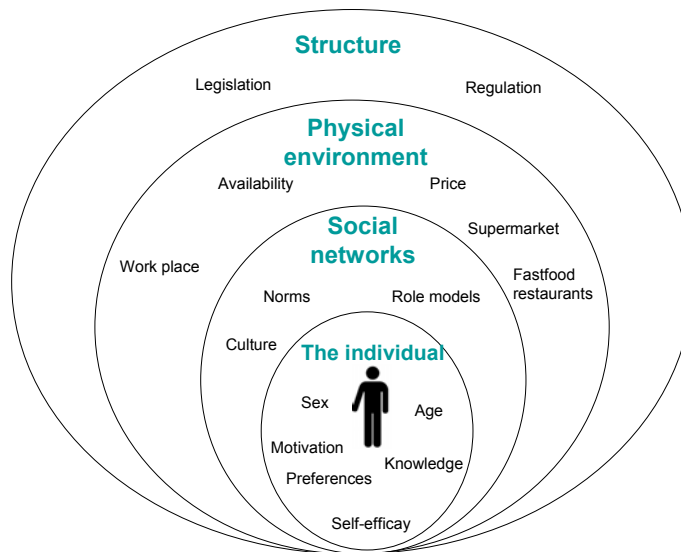 Structure
Legislation
Regulation
Physical
environment
Availability
Price
Supermarket
Work place
Fastfood
restaurants
Social
networks
Norms
Role models
Culture
The individual
Sex
Age
Motivation
Knowledge
Preferences
Self-efficay